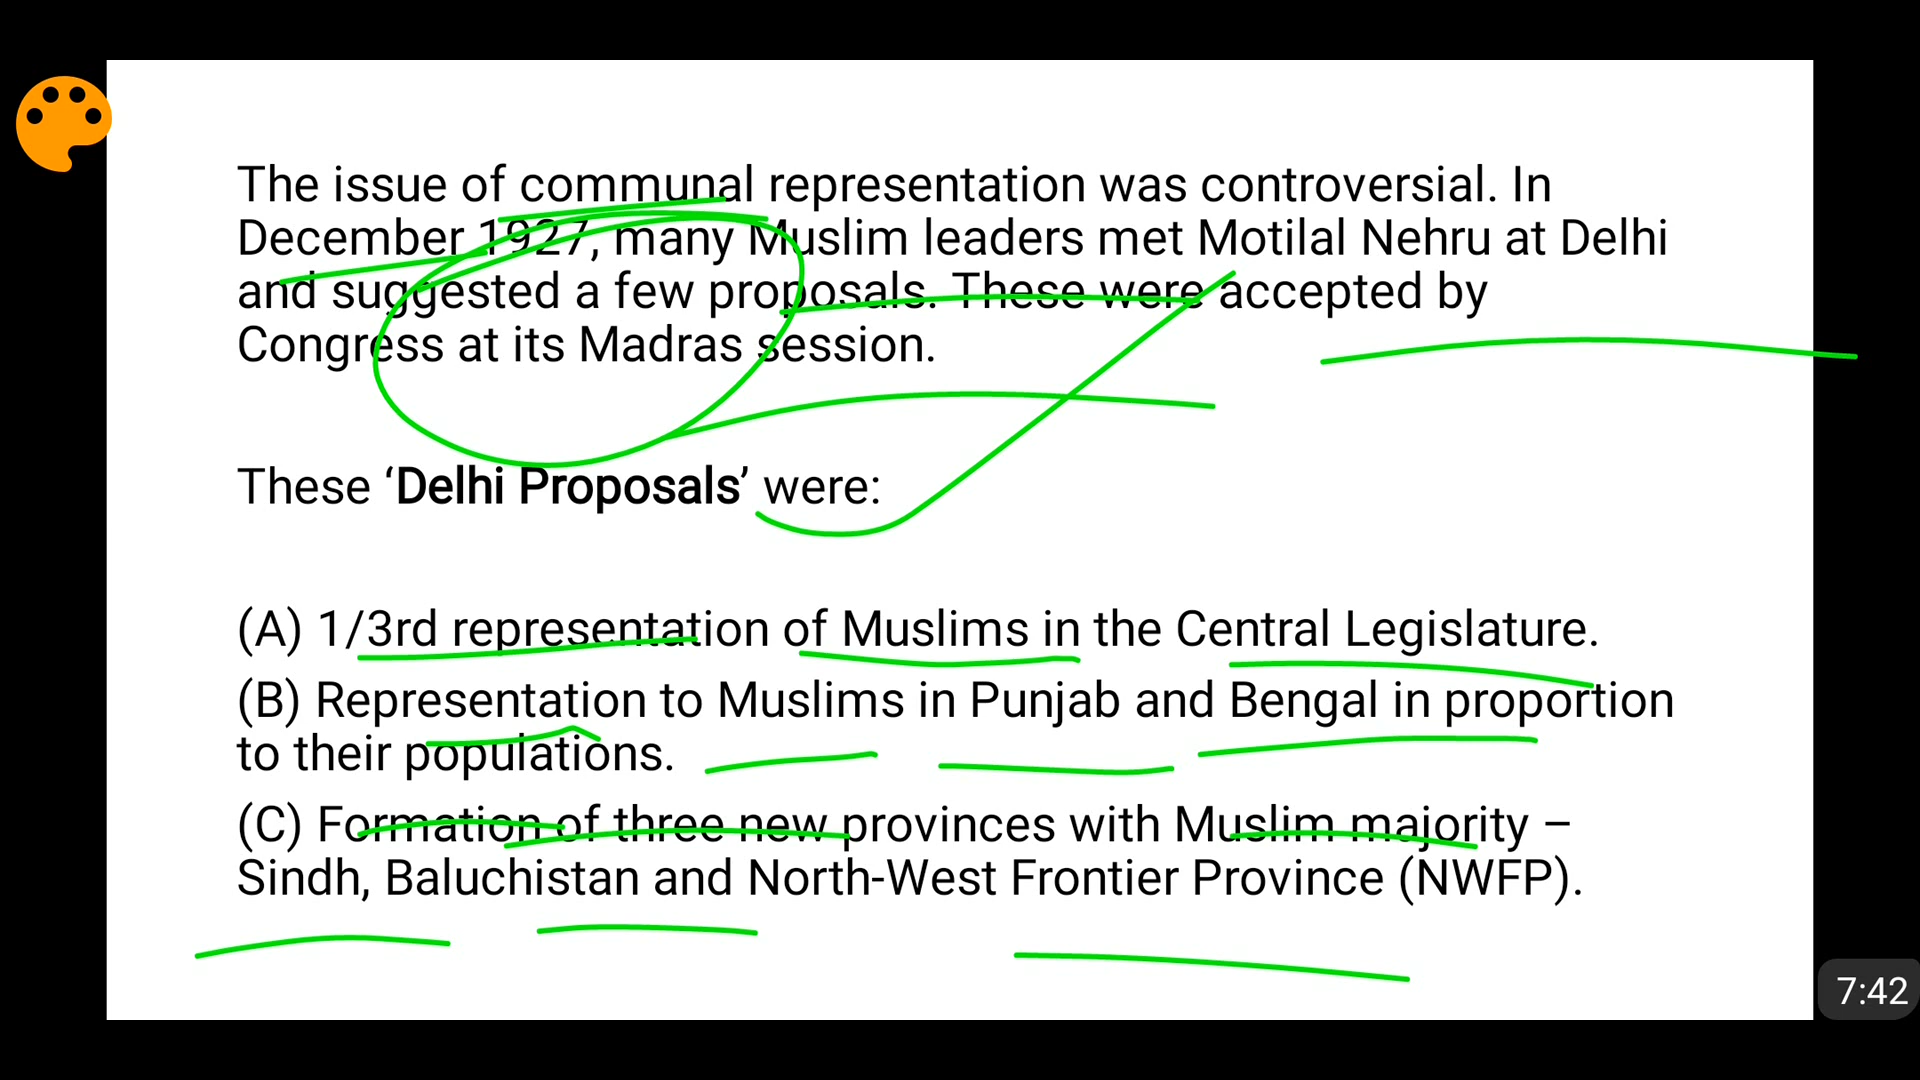 The issue of communal representation was controversial. In
December 1927, many Muslim leaders met Motilal Nehru at Delhi
and suggested a few proposals. These were accepted by
Congress at its Madras session.
These ‘Delhi Proposals’ were:
(A) 1/3rd representation of Muslims in the Central Legislature.
(B) Representation to Muslims in Punjab and Bengal in proportion
to their populations.
(C) Formation of three new provinces with Muslim majority –
Sindh, Baluchistan and North-West Frontier Province (NWFP).
7:42